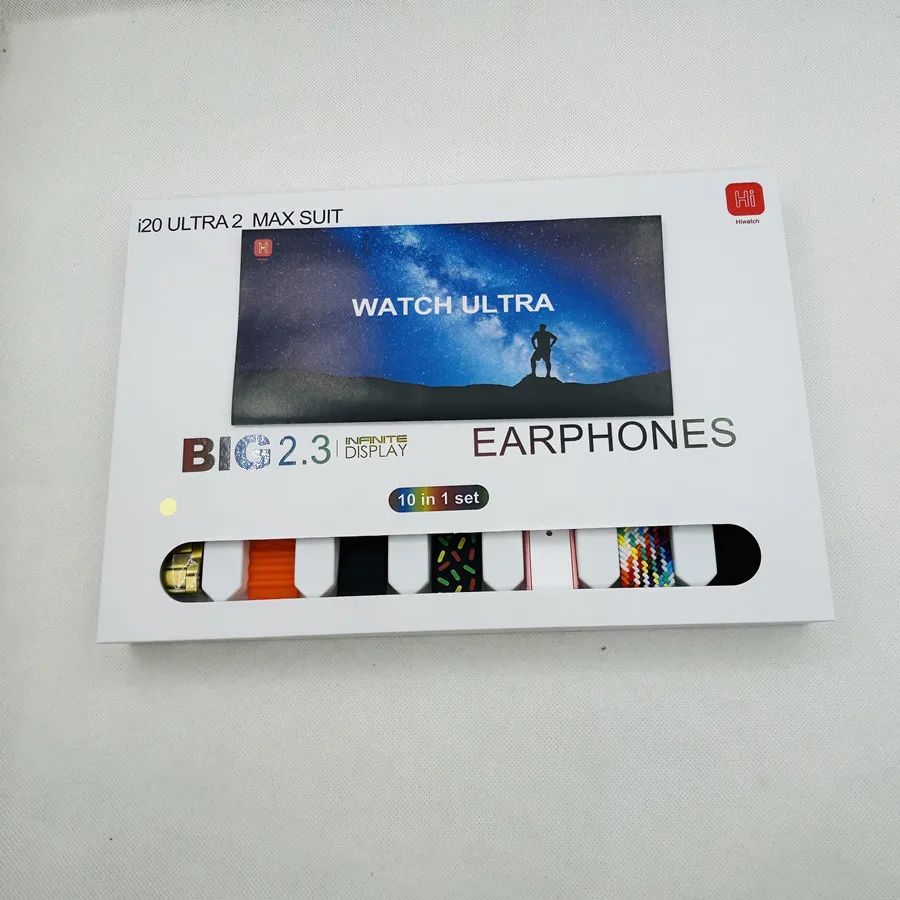 i20 ULTRA 2 MAX SUIT
Hi
Hiwatch
H
WATCH ULTRA
BIG 2.3 INFINITE
DISPLAY
EARPHONES
10 in 1 set